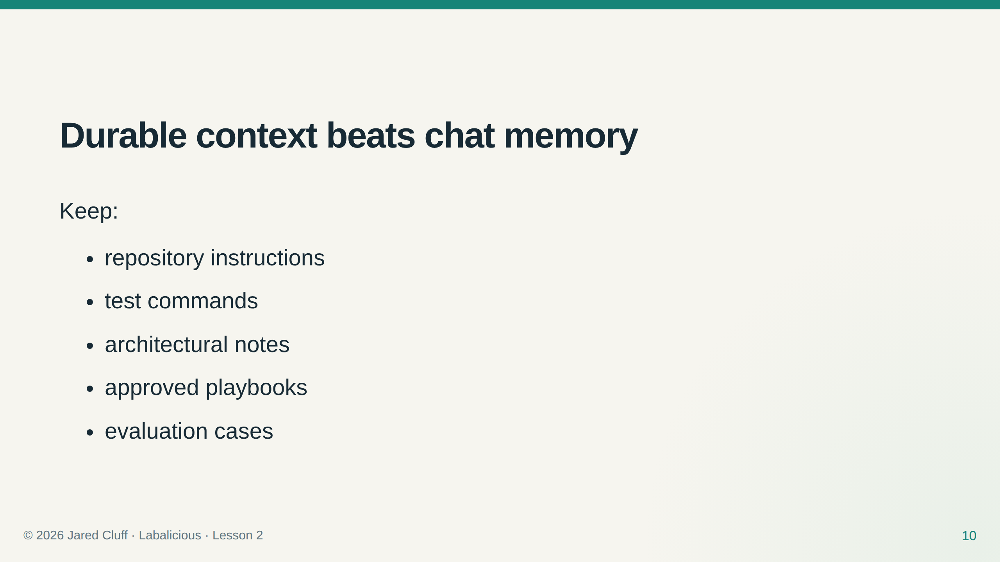 Durable context beats chat memory
Keep:
• repository instructions
• test commands
• architectural notes
• approved playbooks
• evaluation cases
© 2026 Jared Cluff · Labalicious · Lesson 2
10